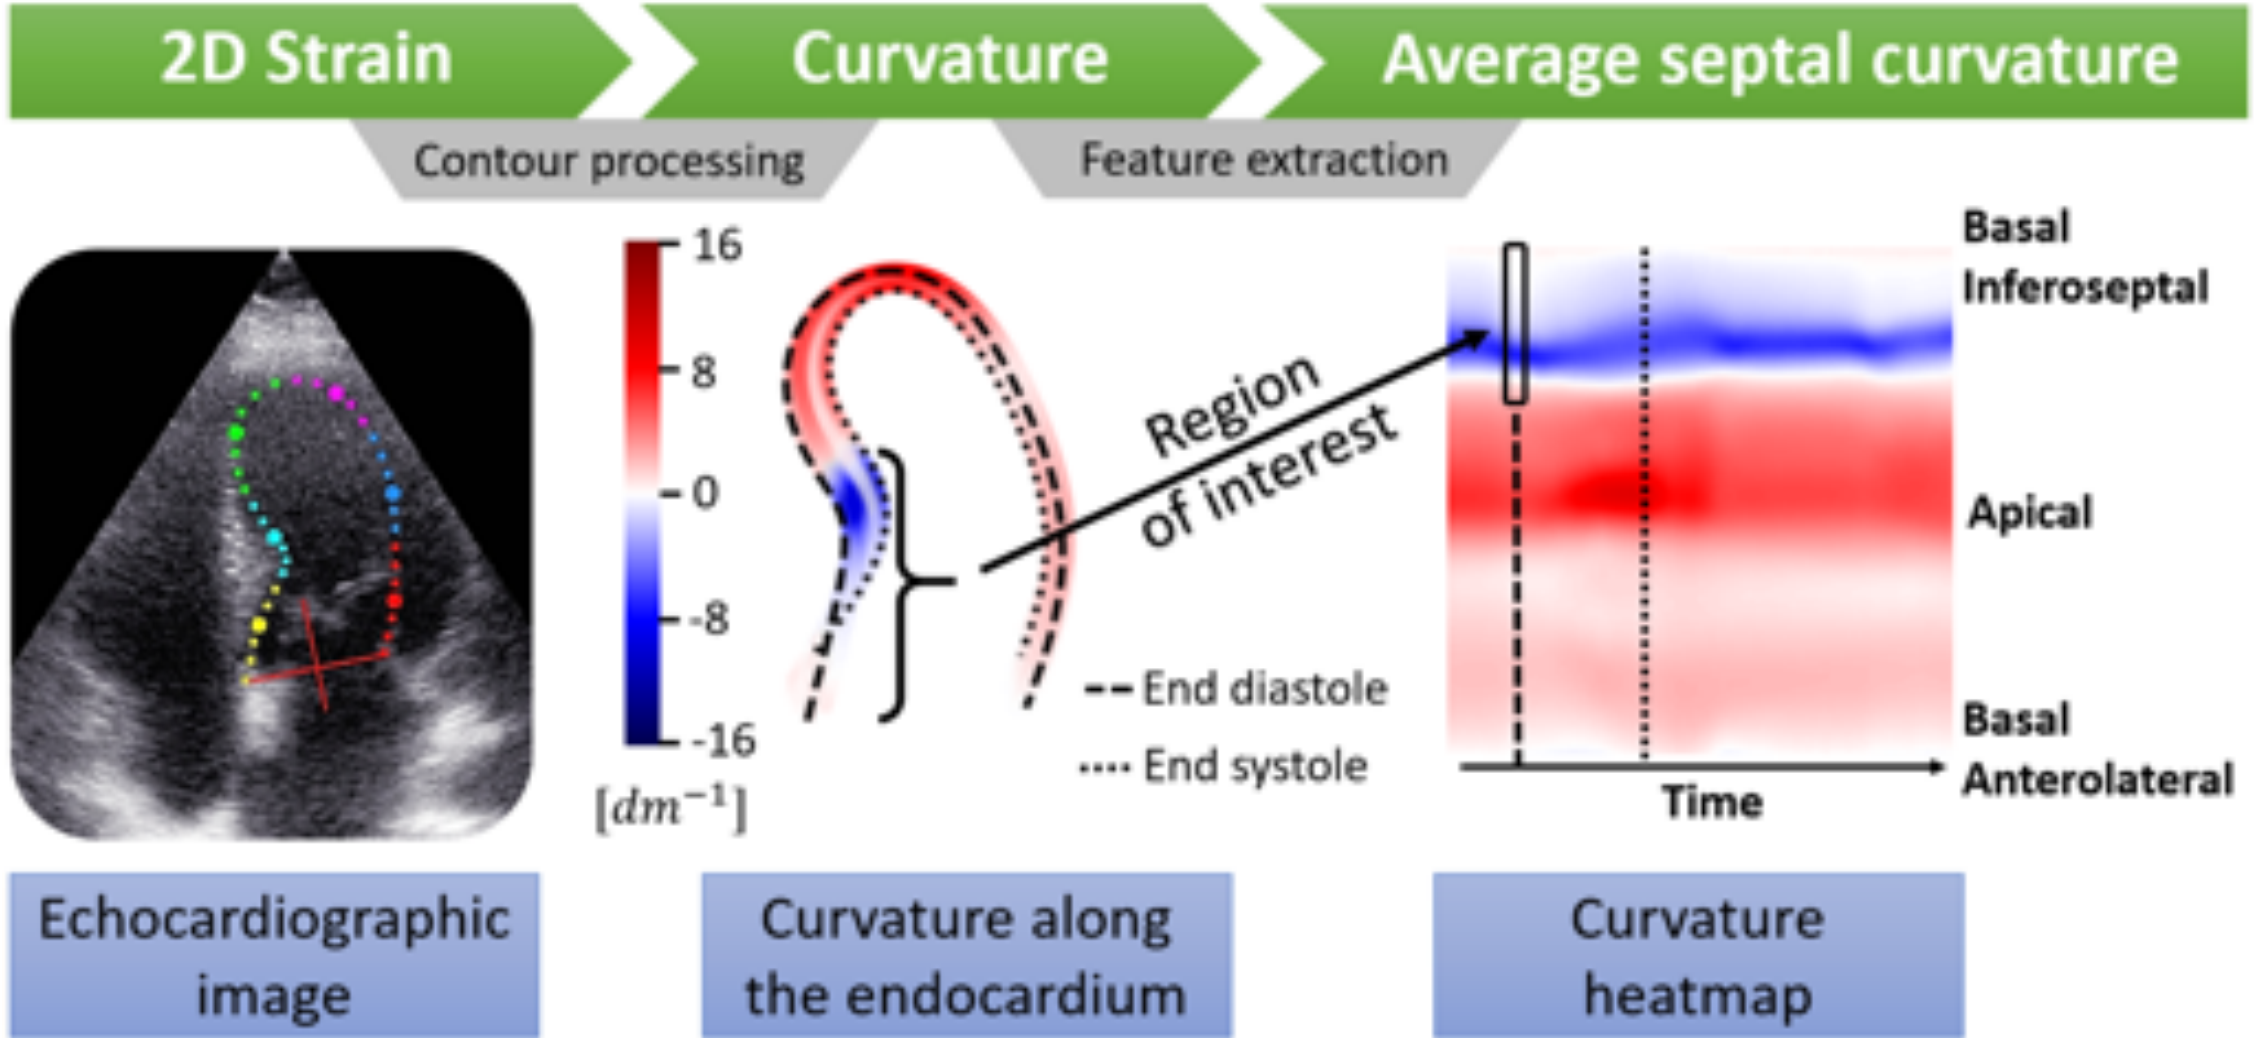 2D Strain
Curvature
Average septal curvature
Contour processing
Feature extraction
16
8
0
-8
-16
[dm⁻¹]
Region
of interest
End diastole
End systole
Basal
Inferoseptal
Apical
Basal
Anterolateral
Time
Echocardiographic
image
Curvature along
the endocardium
Curvature
heatmap